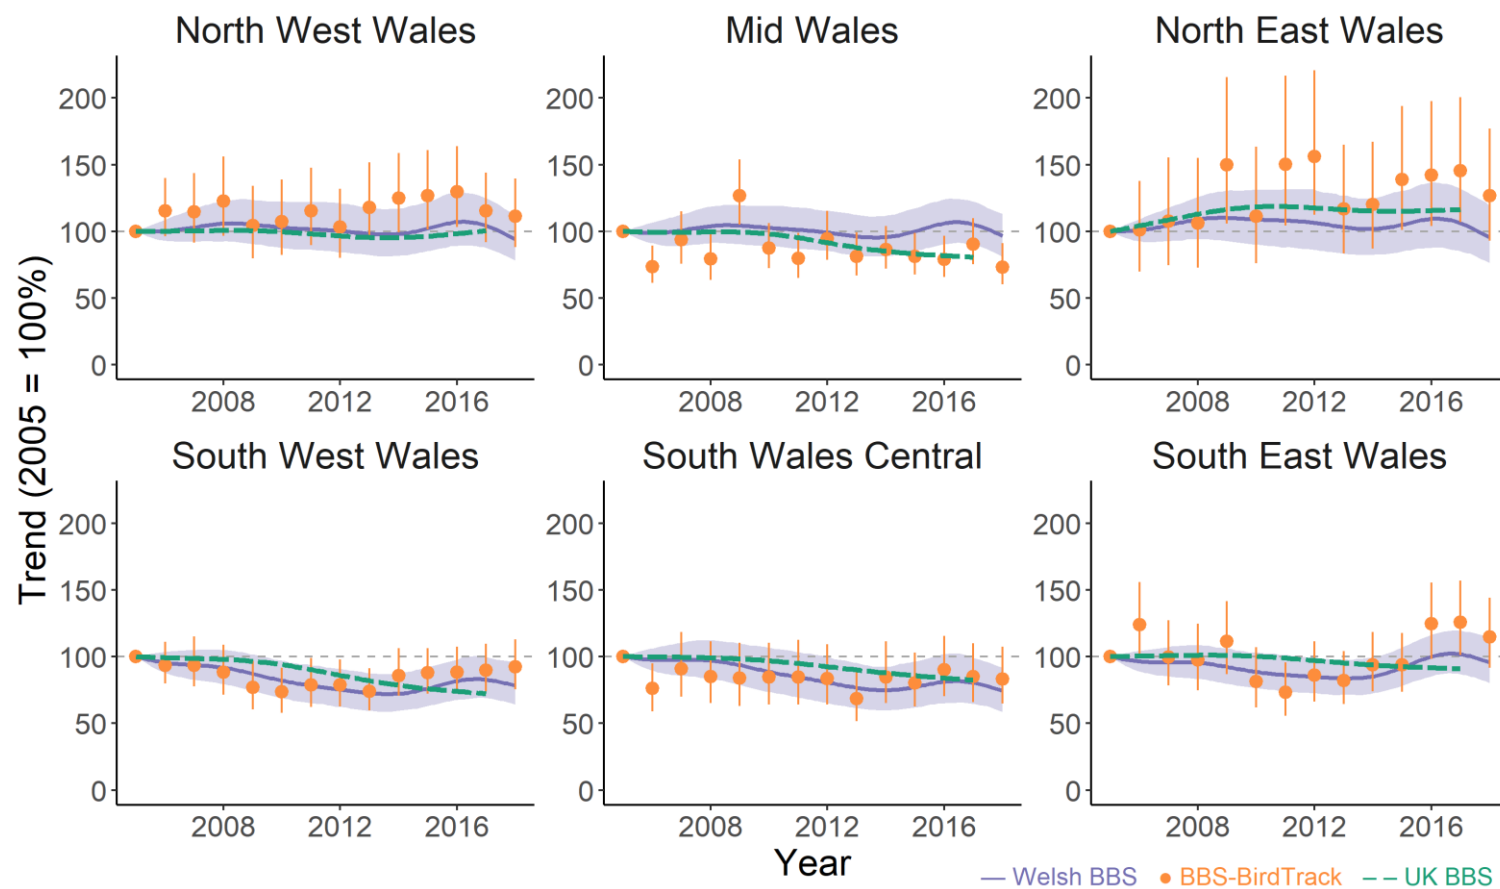 North West Wales
Mid Wales
North East Wales
200
150
100
50
0
2008 2012 2016
200
150
100
50
0
2008 2012 2016
200
150
100
50
0
2008 2012 2016
Trend (2005 = 100%)
South West Wales
South Wales Central
South East Wales
200
150
100
50
0
2008 2012 2016
200
150
100
50
0
2008 2012 2016
200
150
100
50
0
2008 2012 2016
Year
Welsh BBS BBS-BirdTrack UK BBS